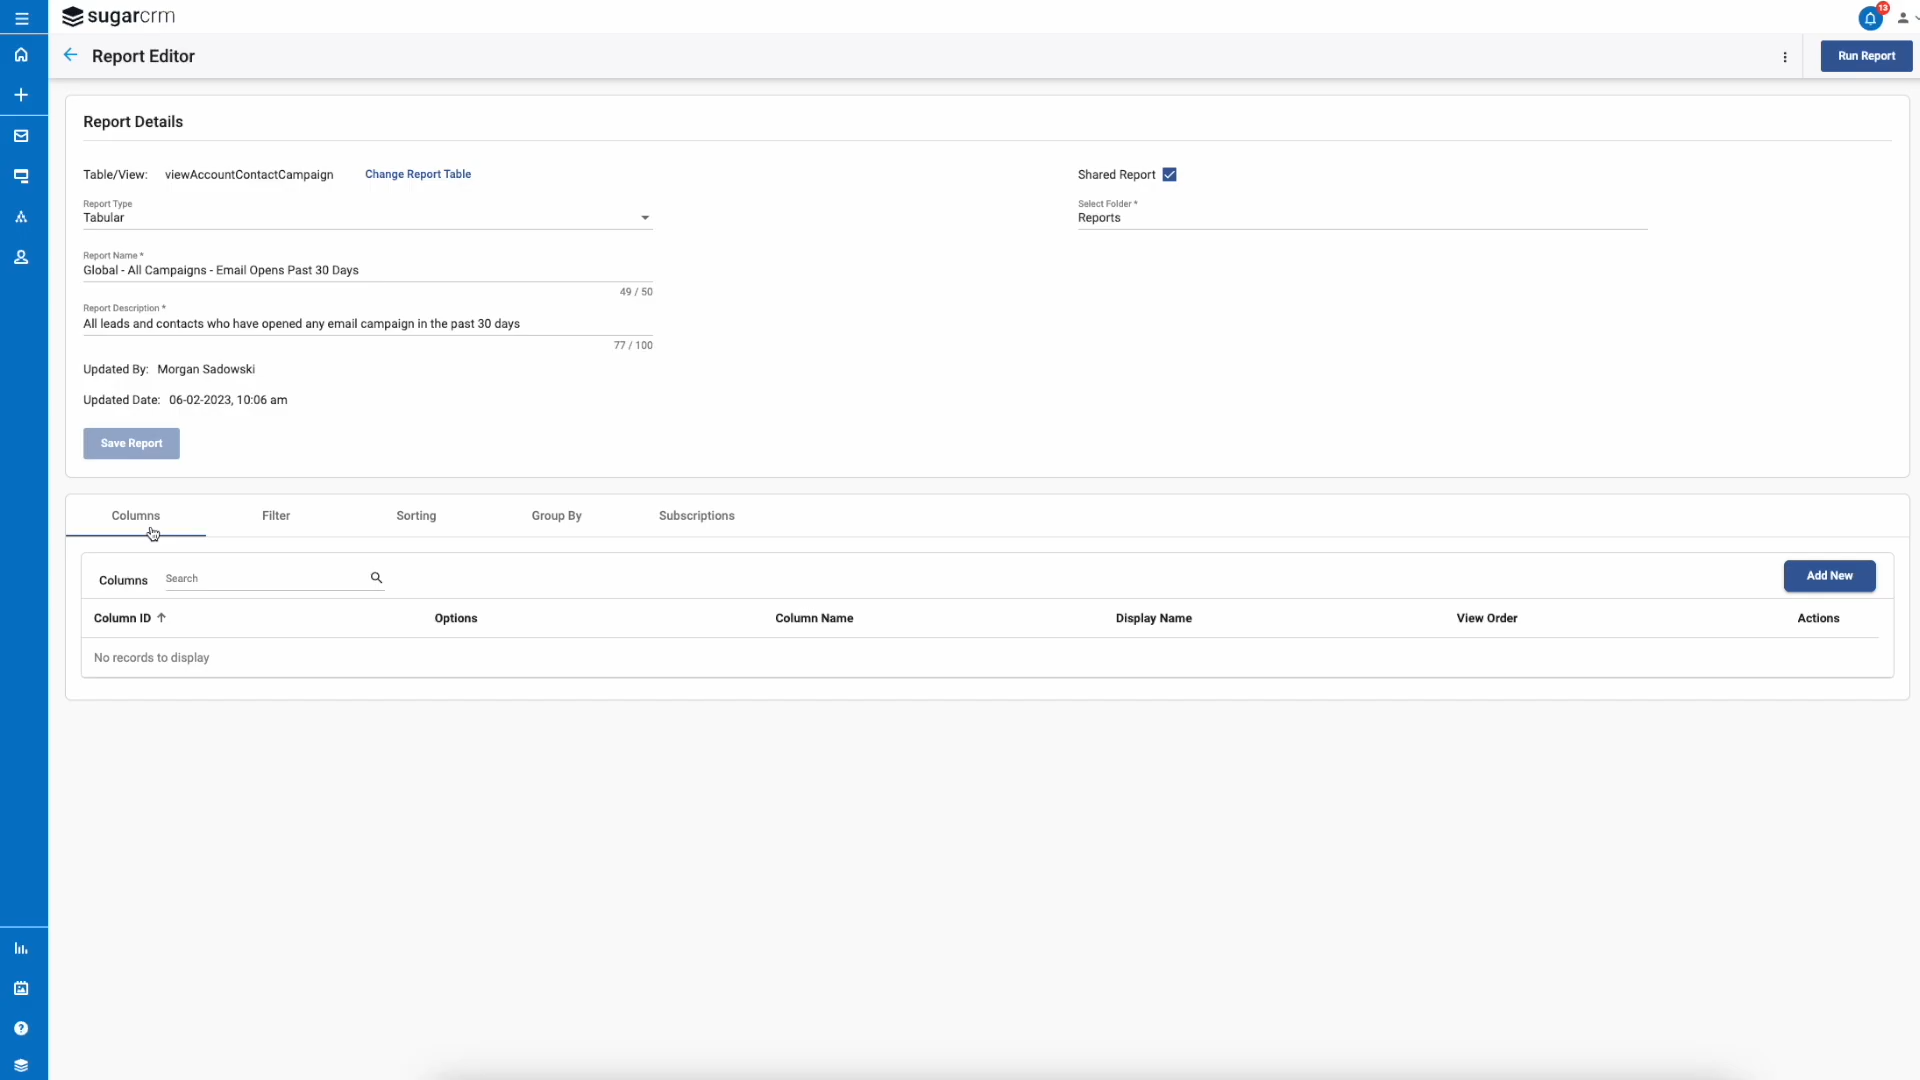 sugarcrm
13
Report Editor
Run Report
Report Details
Table/View: viewAccountContactCampaign Change Report Table
Shared Report
Report Type
Tabular
Select Folder *
Reports
Report Name *
Global - All Campaigns - Email Opens Past 30 Days
49 / 50
Report Description *
All leads and contacts who have opened any email campaign in the past 30 days
77 / 100
Updated By: Morgan Sadowski
Updated Date: 06-02-2023, 10:06 am
Save Report
Columns Filter Sorting Group By Subscriptions
Columns Search Add New
Column ID Options Column Name Display Name View Order Actions
No records to display